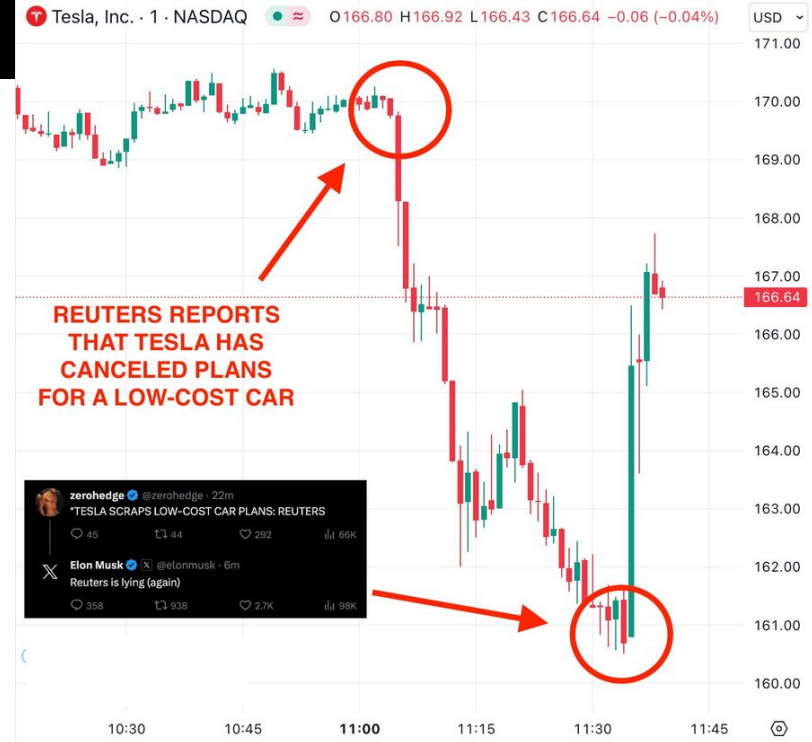 Tesla, Inc. · 1 · NASDAQ O166.80 H166.92 L166.43 C166.64 −0.06 (−0.04%) USD
171.00
170.00
169.00
168.00
167.00
166.64
166.00
165.00
164.00
163.00
162.00
161.00
160.00
REUTERS REPORTS
THAT TESLA HAS
CANCELED PLANS
FOR A LOW-COST CAR
zerohedge @zerohedge · 22m
*TESLA SCRAPS LOW-COST CAR PLANS: REUTERS
45 44 292 66K
Elon Musk X @elonmusk · 6m
Reuters is lying (again)
358 938 2.7K 98K
10:30 10:45 11:00 11:15 11:30 11:45